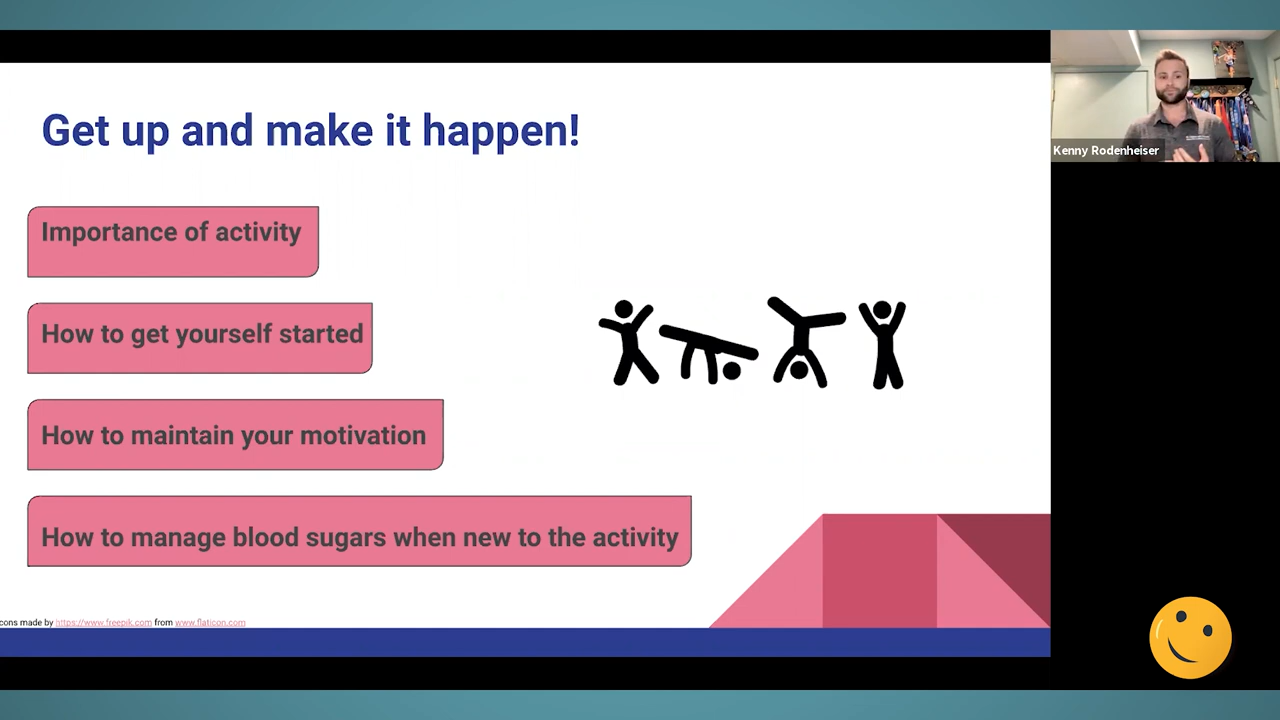 Get up and make it happen!
Kenny Rodenheiser
Importance of activity
How to get yourself started
How to maintain your motivation
How to manage blood sugars when new to the activity
cons made by https://www.freepik.com from www.flaticon.com